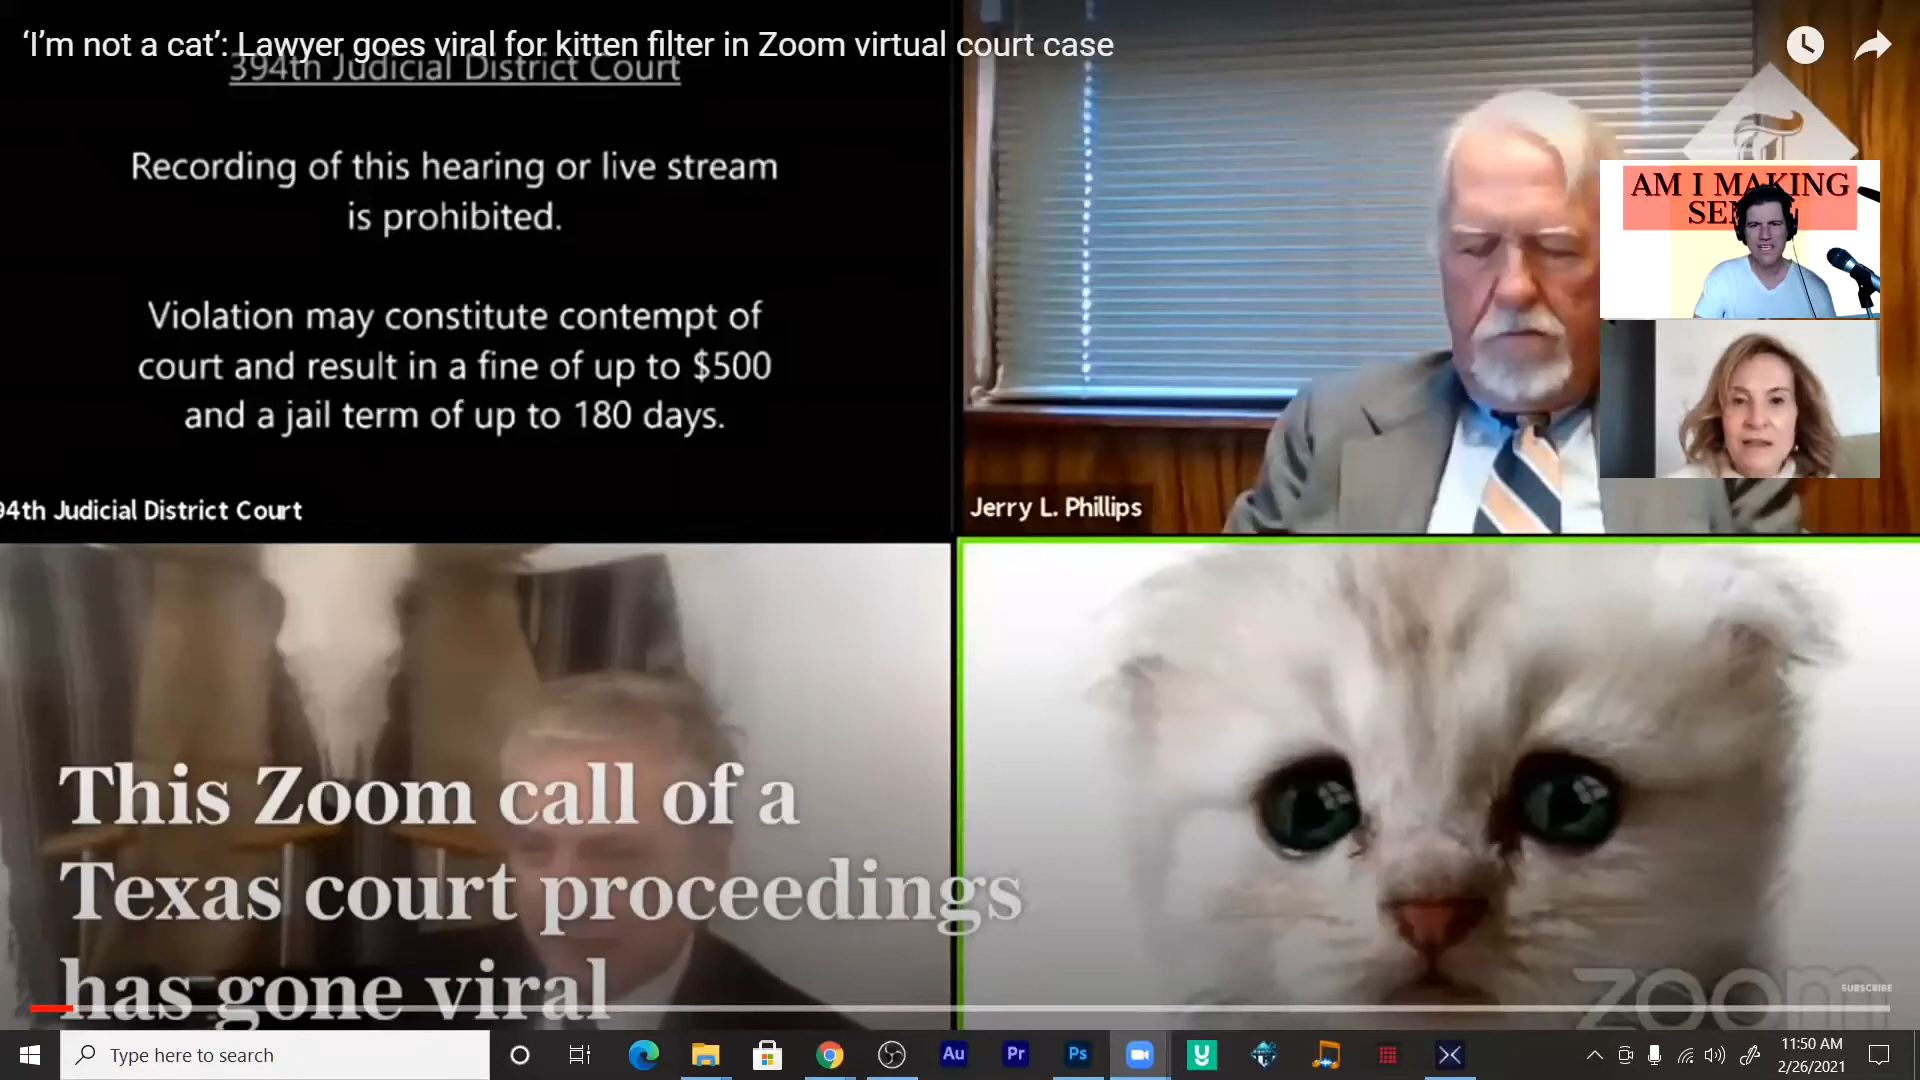 ‘I’m not a cat’: Lawyer goes viral for kitten filter in Zoom virtual court case
394th Judicial District Court
Recording of this hearing or live stream
is prohibited.
Violation may constitute contempt of
court and result in a fine of up to $500
and a jail term of up to 180 days.
94th Judicial District Court
Jerry L. Phillips
AM I MAKING
SENSE
This Zoom call of a
Texas court proceedings
has gone viral
zoom
SUBSCRIBE
Type here to search
Au
Pr
Ps
11:50 AM
2/26/2021